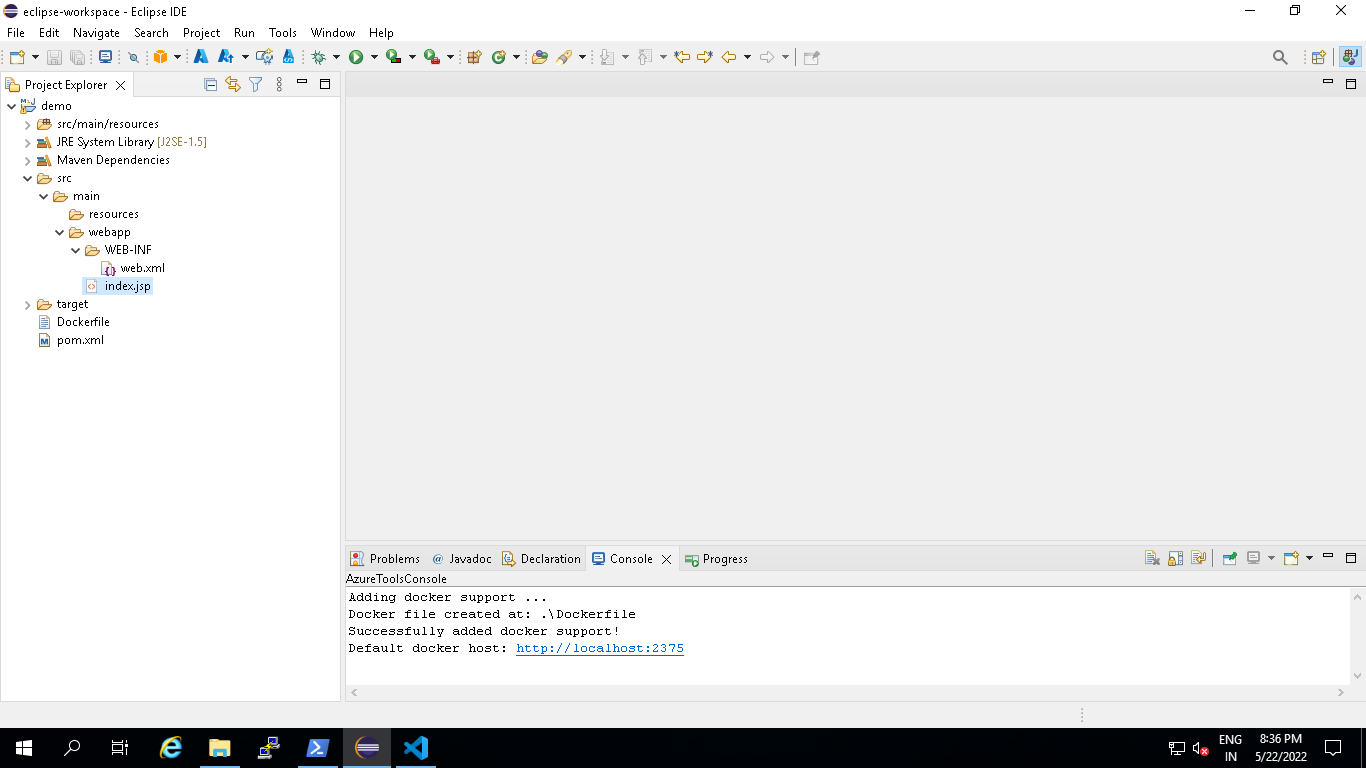 eclipse-workspace - Eclipse IDE
File Edit Navigate Search Project Run Tools Window Help
Project Explorer
demo
src/main/resources
JRE System Library [J2SE-1.5]
Maven Dependencies
src
main
resources
webapp
WEB-INF
web.xml
index.jsp
target
Dockerfile
pom.xml
Problems @ Javadoc Declaration Console Progress
AzureToolsConsole
Adding docker support ...
Docker file created at: .\Dockerfile
Successfully added docker support!
Default docker host: http://localhost:2375
ENG
IN
8:36 PM
5/22/2022